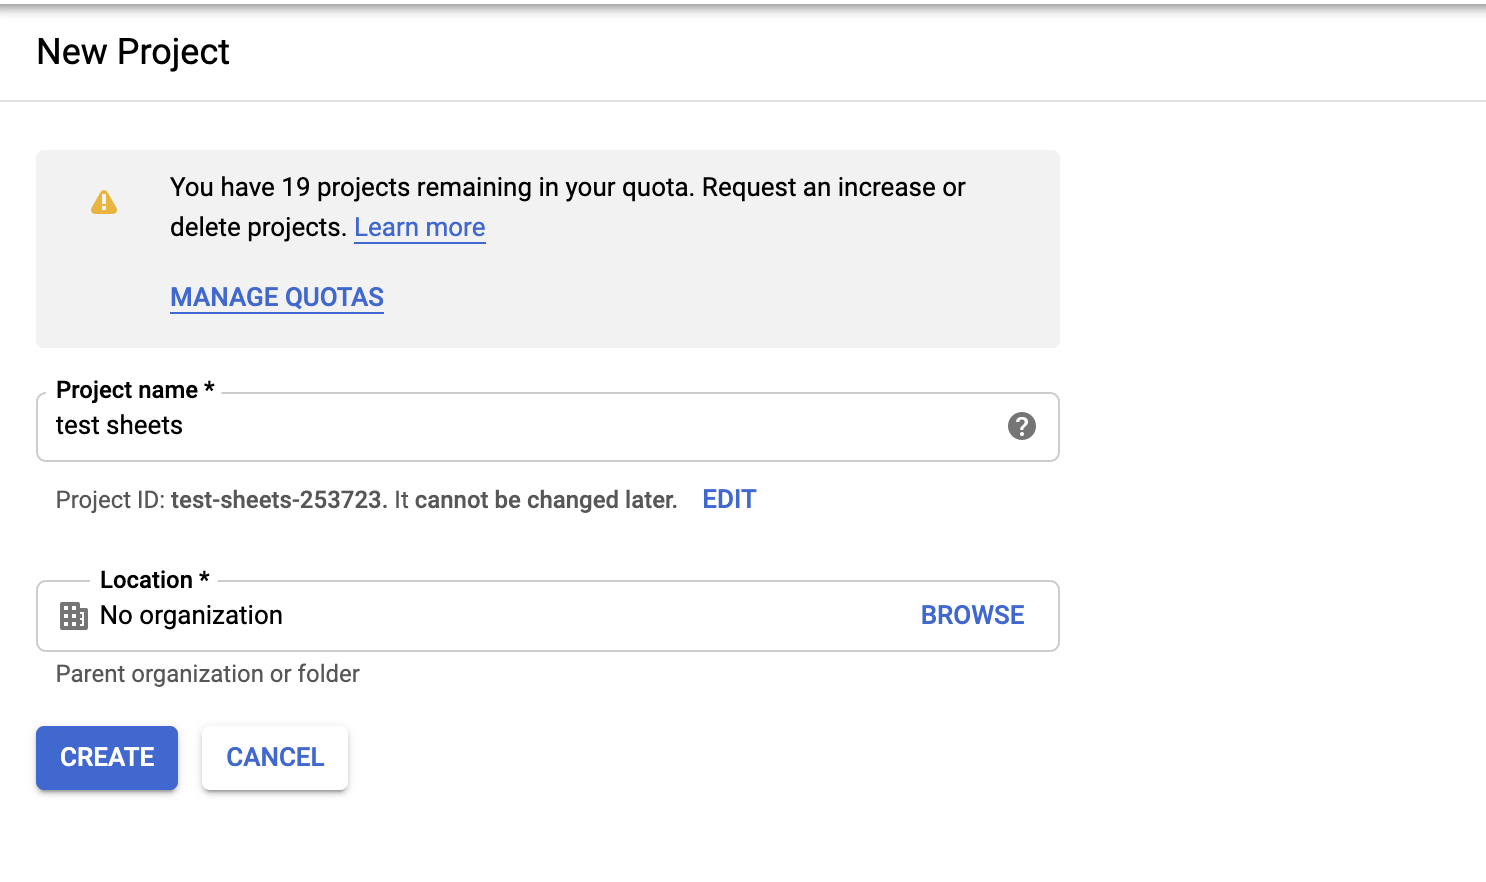 New Project
You have 19 projects remaining in your quota. Request an increase or
delete projects. Learn more
MANAGE QUOTAS
Project name *
test sheets
Project ID: test-sheets-253723. It cannot be changed later. EDIT
Location *
No organization BROWSE
Parent organization or folder
CREATE CANCEL